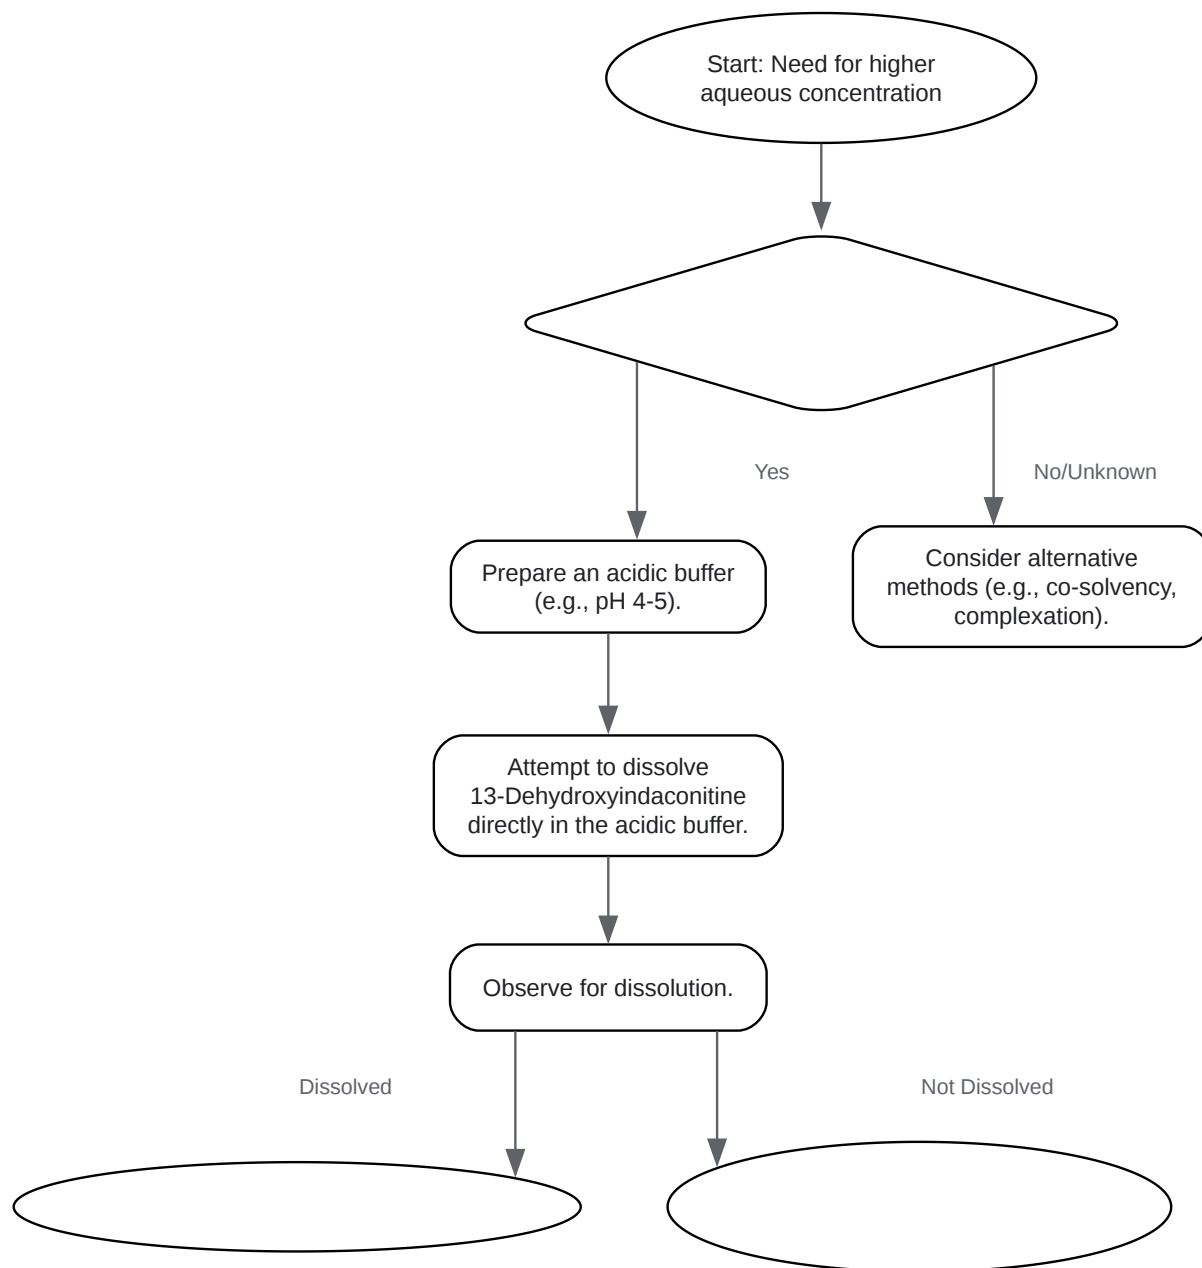 Start: Need for higher
aqueous concentration
Yes
No/Unknown
Prepare an acidic buffer
(e.g., pH 4-5).
Consider alternative
methods (e.g., co-solvency,
complexation).
Attempt to dissolve
13-Dehydroxyindaconitine
directly in the acidic buffer.
Observe for dissolution.
Dissolved
Not Dissolved